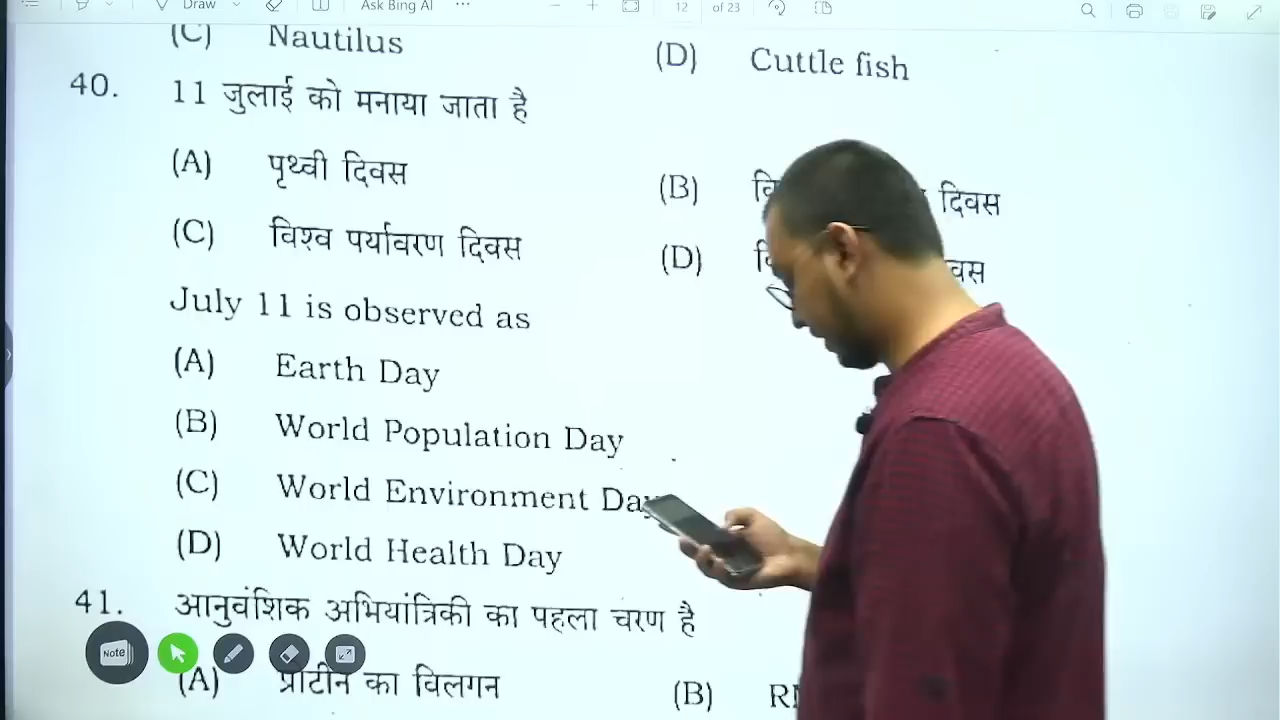 Draw
Ask Bing AI
12 of 23
(C) Nautilus
(D) Cuttle fish
40. 11 जुलाई को मनाया जाता है
(A) पृथ्वी दिवस
(B) दिवस
(C) विश्व पर्यावरण दिवस
(D)
July 11 is observed as
(A) Earth Day
(B) World Population Day
(C) World Environment Day
(D) World Health Day
41. आनुवंशिक अभियांत्रिकी का पहला चरण है
Note
(A) प्रोटीन का विलगन
(B)